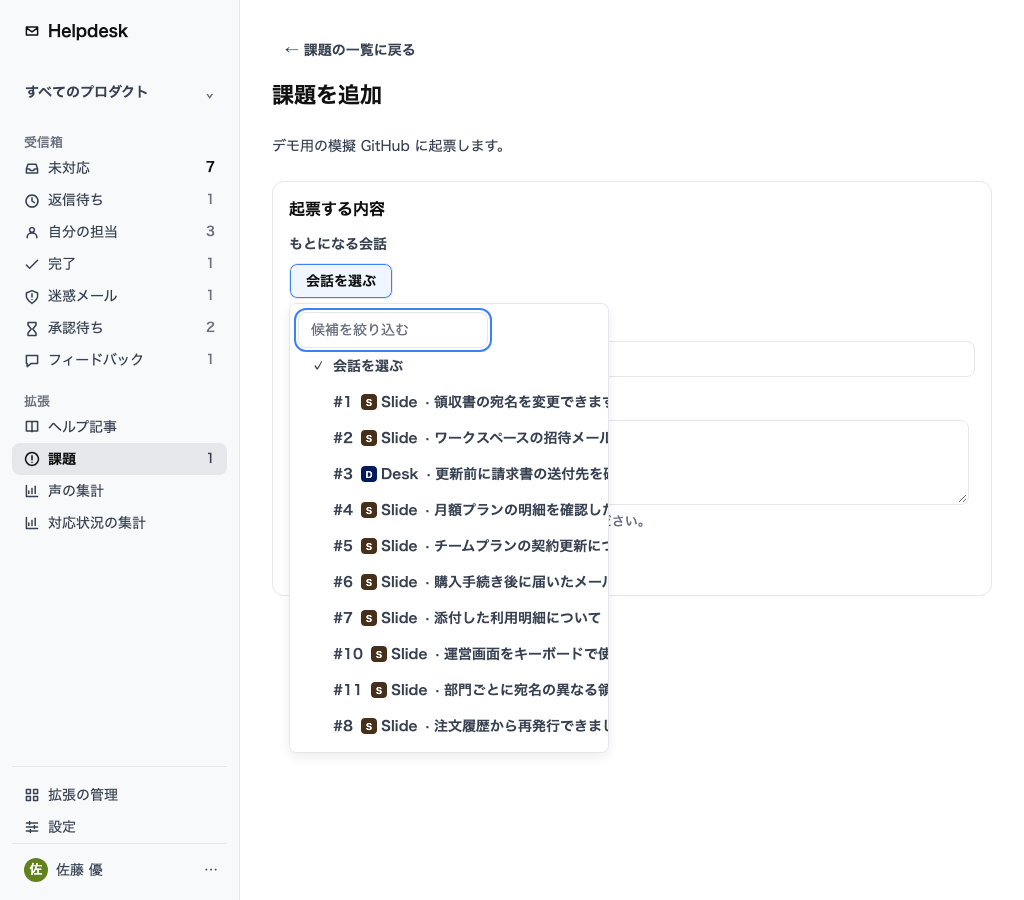 Helpdesk
すべてのプロダクト
受信箱
未対応 7
返信待ち 1
自分の担当 3
完了 1
迷惑メール 1
承認待ち 2
フィードバック 1
拡張
ヘルプ記事
課題 1
声の集計
対応状況の集計
拡張の管理
設定
佐 佐藤 優 …
← 課題の一覧に戻る
課題を追加
デモ用の模擬 GitHub に起票します。
起票する内容
もとになる会話
会話を選ぶ
候補を絞り込む
✓ 会話を選ぶ
#1 S Slide · 領収書の宛名を変更できます
#2 S Slide · ワークスペースの招待メール
#3 D Desk · 更新前に請求書の送付先を
#4 S Slide · 月額プランの明細を確認した
#5 S Slide · チームプランの契約更新に
ださい。
#6 S Slide · 購入手続き後に届いたメール
#7 S Slide · 添付した利用明細について
#10 S Slide · 運営画面をキーボードで使
#11 S Slide · 部門ごとに宛名の異なる領
#8 S Slide · 注文履歴から再発行できまし